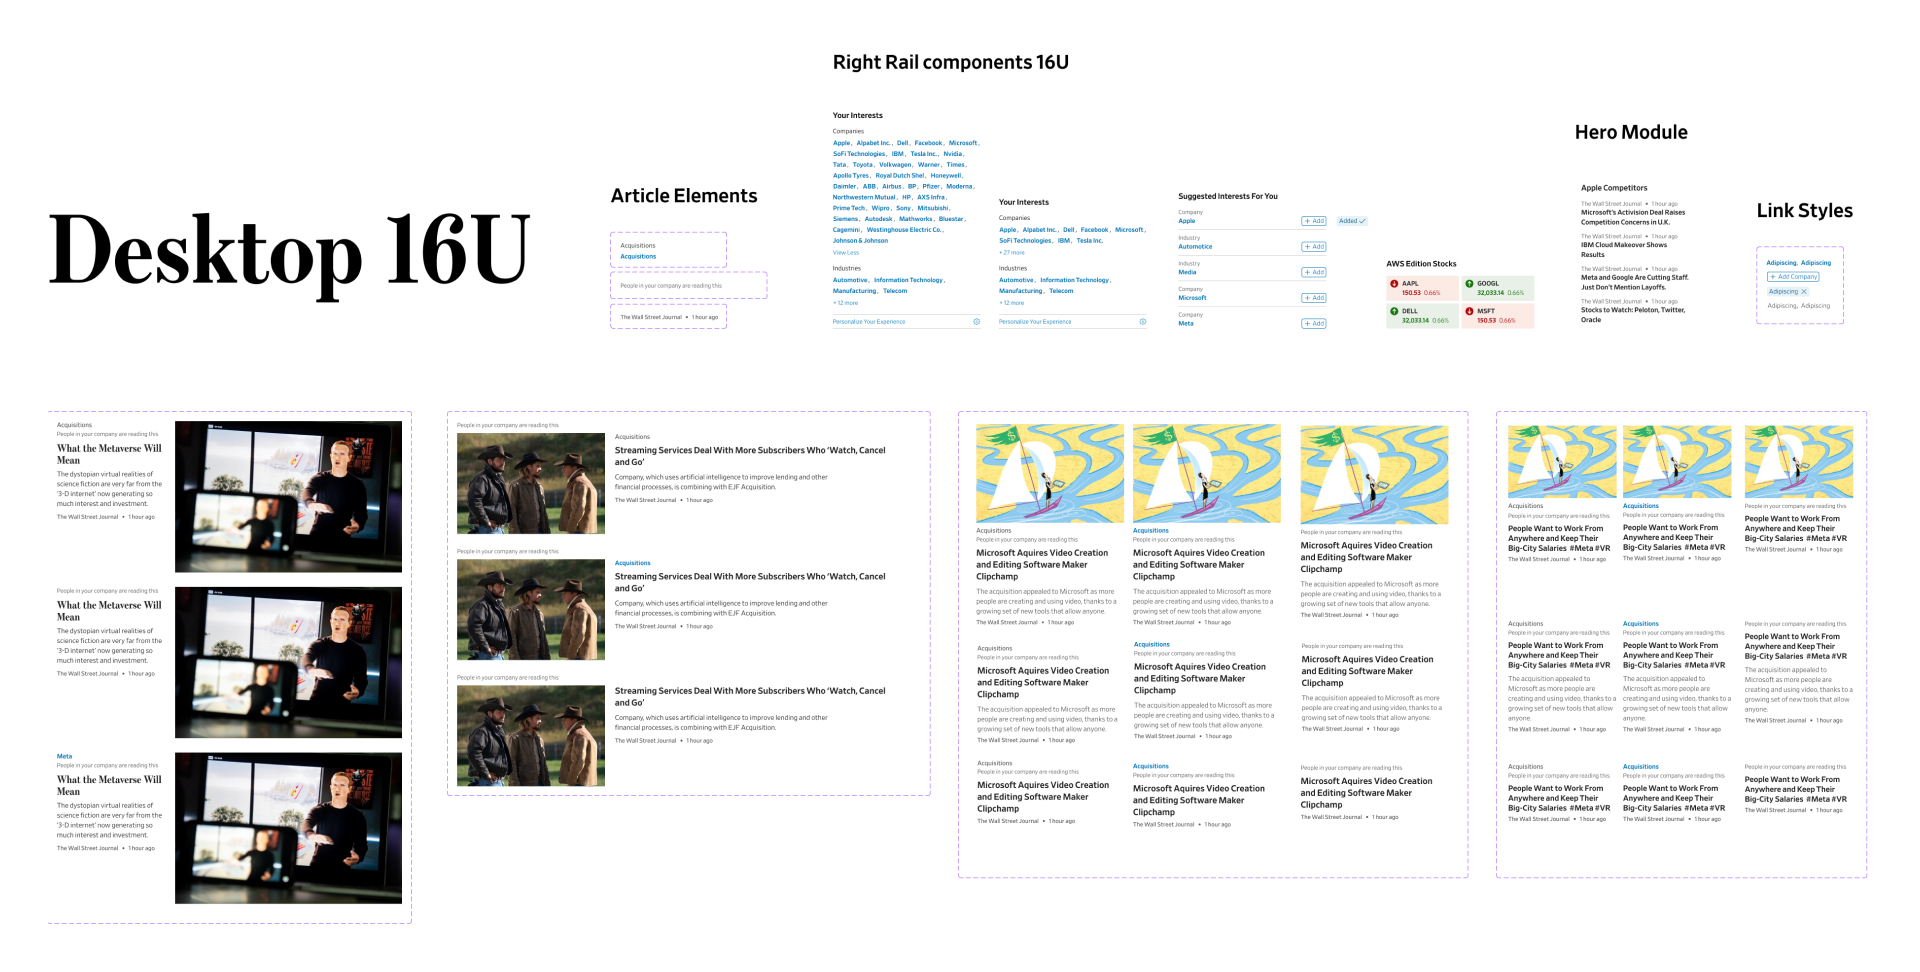 Right Rail components 16U
Desktop 16U
Article Elements
Acquisitions
Acquisitions
People in your company are reading this
The Wall Street Journal • 1 hour ago
Your Interests
Companies
Apple, Alpabet Inc., Dell, Facebook, Microsoft,
SoFi Technologies, IBM, Tesla Inc., Nvidia,
Tata, Toyota, Volkwagen, Warner, Times,
Apollo Tyres, Royal Dutch Shel, Honeywell,
Daimler, ABB, Airbus, BP, Pfizer, Moderna,
Northwestern Mutual, HP, AXS Infra,
Prime Tech, Wipro, Sony, Mitsubishi,
Siemens, Autodesk, Mathworks, Bluestar,
Cagemini, Westinghouse Electric Co.,
Johnson & Johnson
View Less
Industries
Automotive, Information Technology,
Manufacturing, Telecom
+ 12 more
Personalize Your Experience
Your Interests
Companies
Apple, Alpabet Inc., Dell, Facebook, Microsoft,
SoFi Technologies, IBM, Tesla Inc.
+ 27 more
Industries
Automotive, Information Technology,
Manufacturing, Telecom
+ 12 more
Personalize Your Experience
Suggested Interests For You
Company
Apple + Add Added
Industry
Automotice + Add
Industry
Media + Add
Company
Microsoft + Add
Company
Meta + Add
AWS Edition Stocks
AAPL
150.53 0.66%
GOOGL
32,033.14 0.66%
DELL
32,033.14 0.66%
MSFT
150.53 0.66%
Hero Module
Apple Competitors
The Wall Street Journal • 1 hour ago
Microsoft's Activision Deal Raises
Competition Concerns in U.K.
The Wall Street Journal • 1 hour ago
IBM Cloud Makeover Shows
Results
The Wall Street Journal • 1 hour ago
Meta and Google Are Cutting Staff.
Just Don't Mention Layoffs.
The Wall Street Journal • 1 hour ago
Stocks to Watch: Peloton, Twitter,
Oracle
Link Styles
Adipiscing, Adipiscing
+ Add Company
Adipiscing ×
Adipiscing, Adipiscing
Acquisitions
People in your company are reading this
What the Metaverse Will
Mean
The dystopian virtual realities of
science fiction are very far from the
'3-D internet' now generating so
much interest and investment.
The Wall Street Journal • 1 hour ago
People in your company are reading this
What the Metaverse Will
Mean
The dystopian virtual realities of
science fiction are very far from the
'3-D internet' now generating so
much interest and investment.
The Wall Street Journal • 1 hour ago
Meta
People in your company are reading this
What the Metaverse Will
Mean
The dystopian virtual realities of
science fiction are very far from the
'3-D internet' now generating so
much interest and investment.
The Wall Street Journal • 1 hour ago
People in your company are reading this
Acquisitions
Streaming Services Deal With More Subscribers Who 'Watch, Cancel
and Go'
Company, which uses artificial intelligence to improve lending and other
financial processes, is combining with EJF Acquisition.
The Wall Street Journal • 1 hour ago
People in your company are reading this
Acquisitions
Streaming Services Deal With More Subscribers Who 'Watch, Cancel
and Go'
Company, which uses artificial intelligence to improve lending and other
financial processes, is combining with EJF Acquisition.
The Wall Street Journal • 1 hour ago
People in your company are reading this
Streaming Services Deal With More Subscribers Who 'Watch, Cancel
and Go'
Company, which uses artificial intelligence to improve lending and other
financial processes, is combining with EJF Acquisition.
The Wall Street Journal • 1 hour ago
$
Acquisitions
People in your company are reading this
Microsoft Aquires Video Creation
and Editing Software Maker
Clipchamp
The acquisition appealed to Microsoft as more
people are creating and using video, thanks to a
growing set of new tools that allow anyone.
The Wall Street Journal • 1 hour ago
$
Acquisitions
People in your company are reading this
Microsoft Aquires Video Creation
and Editing Software Maker
Clipchamp
The acquisition appealed to Microsoft as more
people are creating and using video, thanks to a
growing set of new tools that allow anyone.
The Wall Street Journal • 1 hour ago
$
People in your company are reading this
Microsoft Aquires Video Creation
and Editing Software Maker
Clipchamp
The acquisition appealed to Microsoft as more
people are creating and using video, thanks to a
growing set of new tools that allow anyone.
The Wall Street Journal • 1 hour ago
Acquisitions
People in your company are reading this
Microsoft Aquires Video Creation
and Editing Software Maker
Clipchamp
The acquisition appealed to Microsoft as more
people are creating and using video, thanks to a
growing set of new tools that allow anyone.
The Wall Street Journal • 1 hour ago
Acquisitions
People in your company are reading this
Microsoft Aquires Video Creation
and Editing Software Maker
Clipchamp
The acquisition appealed to Microsoft as more
people are creating and using video, thanks to a
growing set of new tools that allow anyone.
The Wall Street Journal • 1 hour ago
People in your company are reading this
Microsoft Aquires Video Creation
and Editing Software Maker
Clipchamp
The acquisition appealed to Microsoft as more
people are creating and using video, thanks to a
growing set of new tools that allow anyone.
The Wall Street Journal • 1 hour ago
Acquisitions
People in your company are reading this
Microsoft Aquires Video Creation
and Editing Software Maker
Clipchamp
The Wall Street Journal • 1 hour ago
Acquisitions
People in your company are reading this
Microsoft Aquires Video Creation
and Editing Software Maker
Clipchamp
The Wall Street Journal • 1 hour ago
People in your company are reading this
Microsoft Aquires Video Creation
and Editing Software Maker
Clipchamp
The Wall Street Journal • 1 hour ago
$
Acquisitions
People in your company are reading this
People Want to Work From
Anywhere and Keep Their
Big-City Salaries #Meta #VR
The Wall Street Journal • 1 hour ago
$
Acquisitions
People in your company are reading this
People Want to Work From
Anywhere and Keep Their
Big-City Salaries #Meta #VR
The Wall Street Journal • 1 hour ago
$
People in your company are reading this
People Want to Work From
Anywhere and Keep Their
Big-City Salaries #Meta #VR
The Wall Street Journal • 1 hour ago
Acquisitions
People in your company are reading this
People Want to Work From
Anywhere and Keep Their
Big-City Salaries #Meta #VR
The acquisition appealed to
Microsoft as more people are
creating and using video, thanks to a
growing set of new tools that allow
anyone.
The Wall Street Journal • 1 hour ago
Acquisitions
People in your company are reading this
People Want to Work From
Anywhere and Keep Their
Big-City Salaries #Meta #VR
The acquisition appealed to
Microsoft as more people are
creating and using video, thanks to a
growing set of new tools that allow
anyone.
The Wall Street Journal • 1 hour ago
People in your company are reading this
People Want to Work From
Anywhere and Keep Their
Big-City Salaries #Meta #VR
The acquisition appealed to
Microsoft as more people are
creating and using video, thanks to a
growing set of new tools that allow
anyone.
The Wall Street Journal • 1 hour ago
Acquisitions
People in your company are reading this
People Want to Work From
Anywhere and Keep Their
Big-City Salaries #Meta #VR
The Wall Street Journal • 1 hour ago
Acquisitions
People in your company are reading this
People Want to Work From
Anywhere and Keep Their
Big-City Salaries #Meta #VR
The Wall Street Journal • 1 hour ago
People in your company are reading this
People Want to Work From
Anywhere and Keep Their
Big-City Salaries #Meta #VR
The Wall Street Journal • 1 hour ago